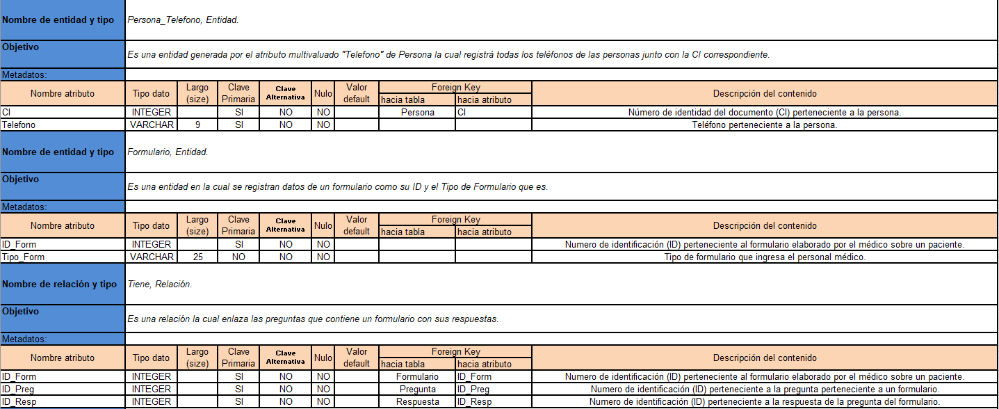 Nombre de entidad y tipo Persona_Telefono, Entidad.
Objetivo
Es una entidad generada por el atributo multivaluado "Telefono" de Persona la cual registrá todas los teléfonos de las personas junto con la CI correspondiente.
Metadatos:
Nombre atributo Tipo dato Largo (size) Clave Primaria Clave Alternativa Nulo Valor default Foreign Key hacia tabla hacia atributo Descripción del contenido
CI INTEGER SI NO NO Persona CI Número de identidad del documento (CI) perteneciente a la persona.
Telefono VARCHAR 9 SI NO NO Teléfono perteneciente a la persona.
Nombre de entidad y tipo Formulario, Entidad.
Objetivo
Es una entidad en la cual se registran datos de un formulario como su ID y el Tipo de Formulario que es.
Metadatos:
Nombre atributo Tipo dato Largo (size) Clave Primaria Clave Alternativa Nulo Valor default Foreign Key hacia tabla hacia atributo Descripción del contenido
ID_Form INTEGER SI NO NO Numero de identificación (ID) perteneciente al formulario elaborado por el médico sobre un paciente.
Tipo_Form VARCHAR 25 NO NO NO Tipo de formulario que ingresa el personal médico.
Nombre de relación y tipo Tiene, Relación.
Objetivo
Es una relación la cual enlaza las preguntas que contiene un formulario con sus respuestas.
Metadatos:
Nombre atributo Tipo dato Largo (size) Clave Primaria Clave Alternativa Nulo Valor default Foreign Key hacia tabla hacia atributo Descripción del contenido
ID_Form INTEGER SI NO NO Formulario ID_Form Numero de identificación (ID) perteneciente al formulario elaborado por el médico sobre un paciente.
ID_Preg INTEGER SI NO NO Pregunta ID_Preg Numero de identificación (ID) perteneciente a la pregunta perteneciente a un formulario.
ID_Resp INTEGER SI NO NO Respuesta ID_Resp Numero de identificación (ID) perteneciente a la respuesta de la pregunta del formulario.